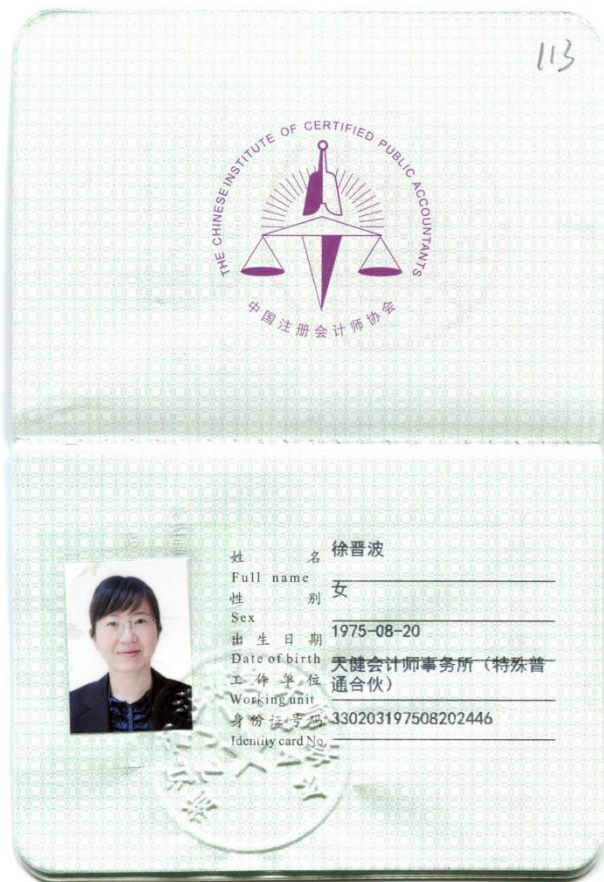 113
THE CHINESE INSTITUTE OF CERTIFIED PUBLIC ACCOUNTANTS
中国注册会计师协会
姓 名 徐晋波
Full name
性 别 女
Sex
出生日期 1975-08-20
Date of birth
工作单位 天健会计师事务所（特殊普
通合伙）
Working unit
身份证号码 330203197508202446
Identity card No.